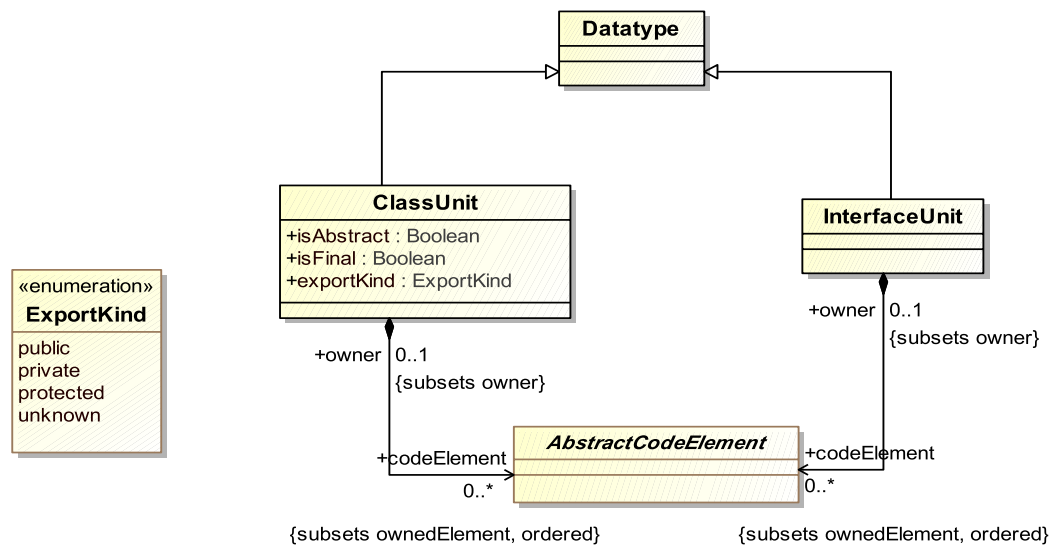 Datatype
ClassUnit
+isAbstract : Boolean
+isFinal : Boolean
+exportKind : ExportKind
InterfaceUnit
«enumeration»
ExportKind
public
private
protected
unknown
+owner
0..1
{subsets owner}
+owner
0..1
{subsets owner}
AbstractCodeElement
+codeElement
0..*
{subsets ownedElement, ordered}
+codeElement
0..*
{subsets ownedElement, ordered}